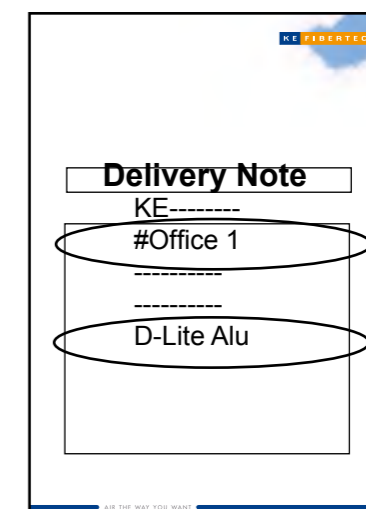 KE FIBERTEC
Delivery Note
KE--------
#Office 1
-----------
-----------
D-Lite Alu
AIR THE WAY YOU WANT